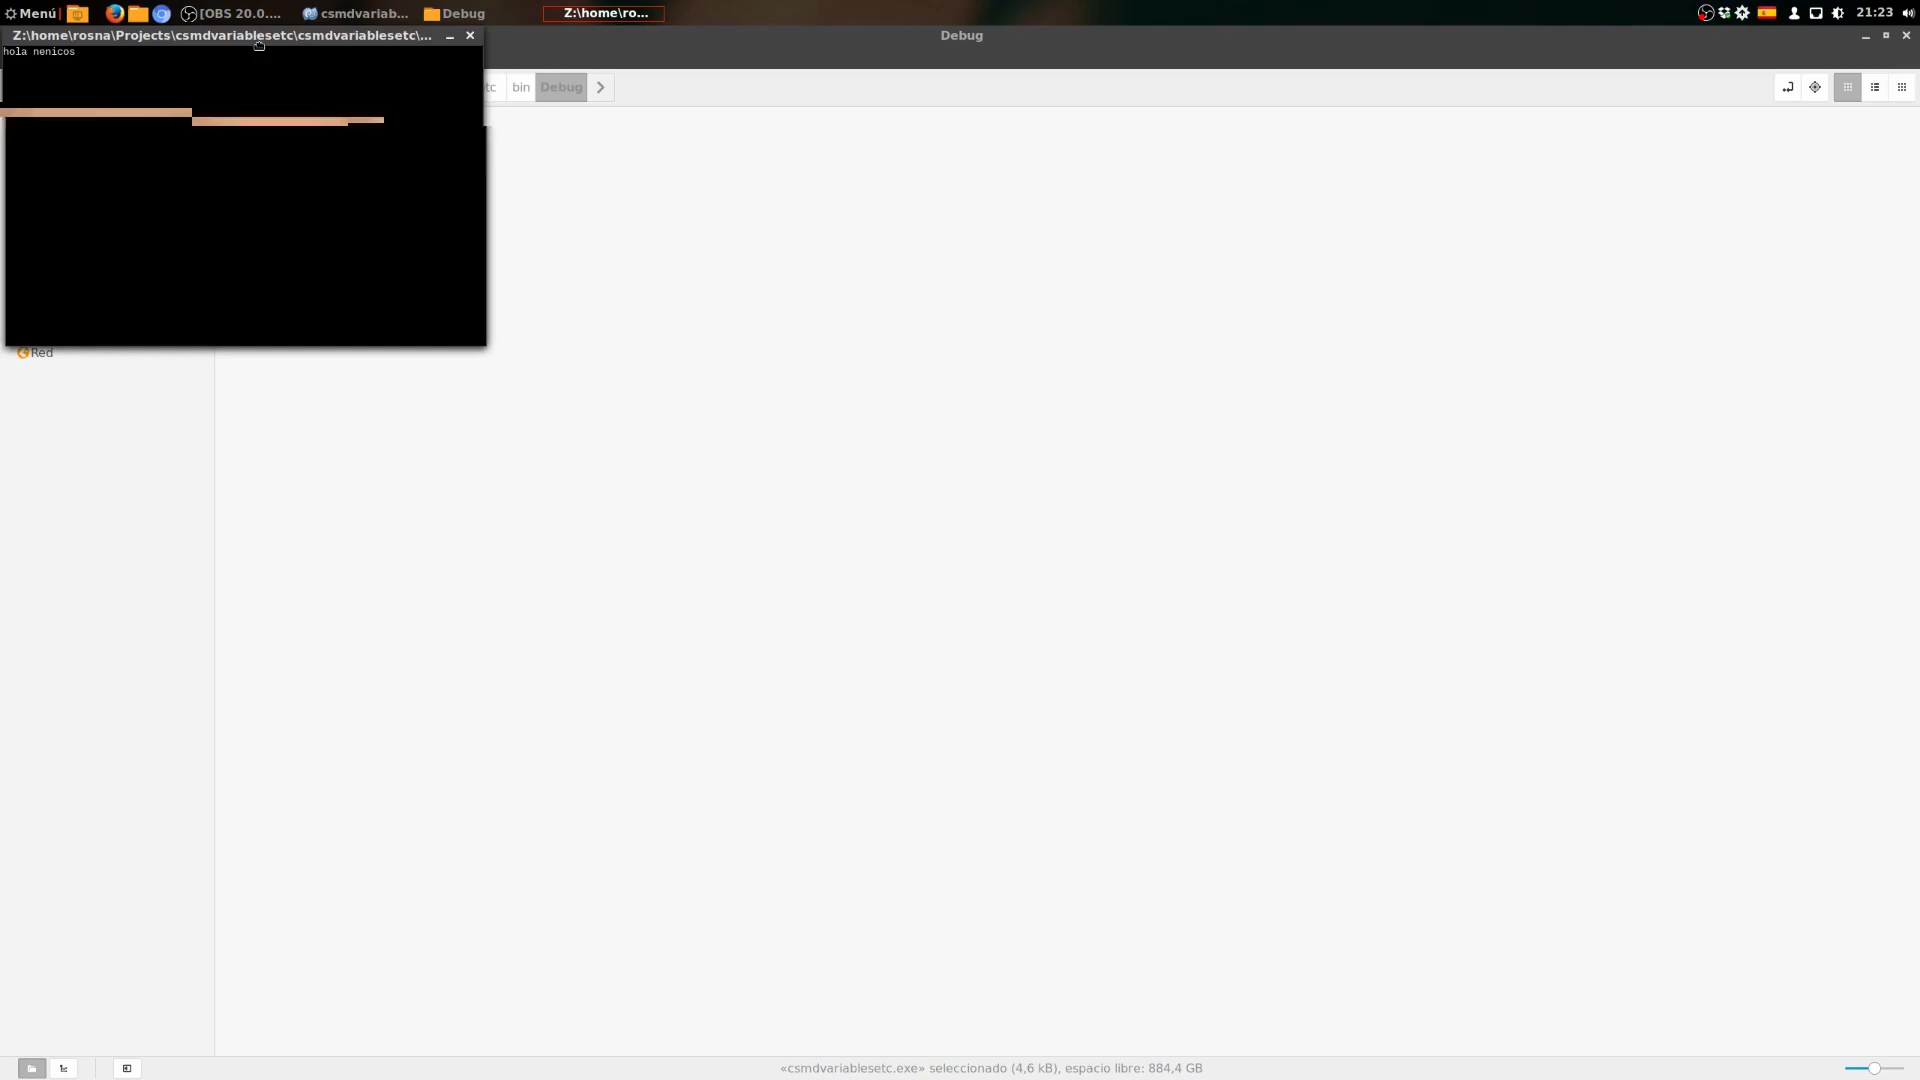 Menú
[OBS 20.0....
csmdvariab...
Debug
Z:\home\ro...
21:23
Z:\home\rosna\Projects\csmdvariablesetc\csmdvariablesetc\...
Debug
hola nenicos
tc
bin
Debug
Red
«csmdvariablesetc.exe» seleccionado (4,6 kB), espacio libre: 884,4 GB